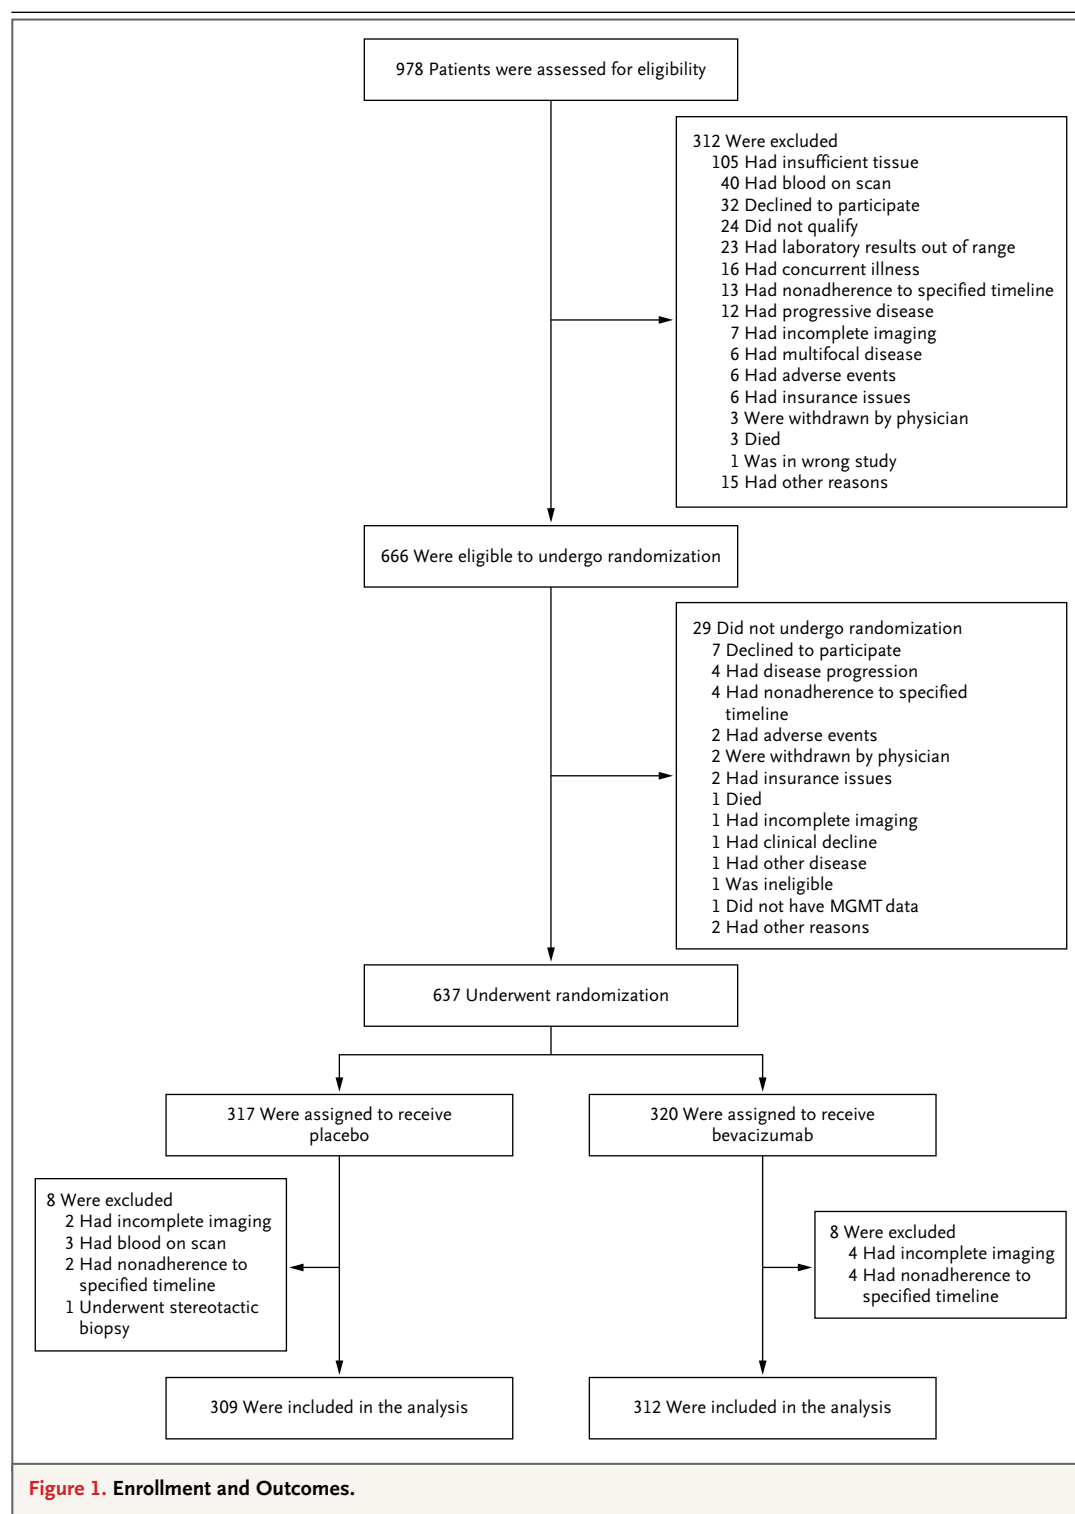 978 Patients were assessed for eligibility
312 Were excluded
105 Had insufficient tissue
40 Had blood on scan
32 Declined to participate
24 Did not qualify
23 Had laboratory results out of range
16 Had concurrent illness
13 Had nonadherence to specified timeline
12 Had progressive disease
7 Had incomplete imaging
6 Had multifocal disease
6 Had adverse events
6 Had insurance issues
3 Were withdrawn by physician
3 Died
1 Was in wrong study
15 Had other reasons
666 Were eligible to undergo randomization
29 Did not undergo randomization
7 Declined to participate
4 Had disease progression
4 Had nonadherence to specified
timeline
2 Had adverse events
2 Were withdrawn by physician
2 Had insurance issues
1 Died
1 Had incomplete imaging
1 Had clinical decline
1 Had other disease
1 Was ineligible
1 Did not have MGMT data
2 Had other reasons
637 Underwent randomization
317 Were assigned to receive
placebo
320 Were assigned to receive
bevacizumab
8 Were excluded
2 Had incomplete imaging
3 Had blood on scan
2 Had nonadherence to
specified timeline
1 Underwent stereotactic
biopsy
8 Were excluded
4 Had incomplete imaging
4 Had nonadherence to
specified timeline
309 Were included in the analysis
312 Were included in the analysis
Figure 1. Enrollment and Outcomes.